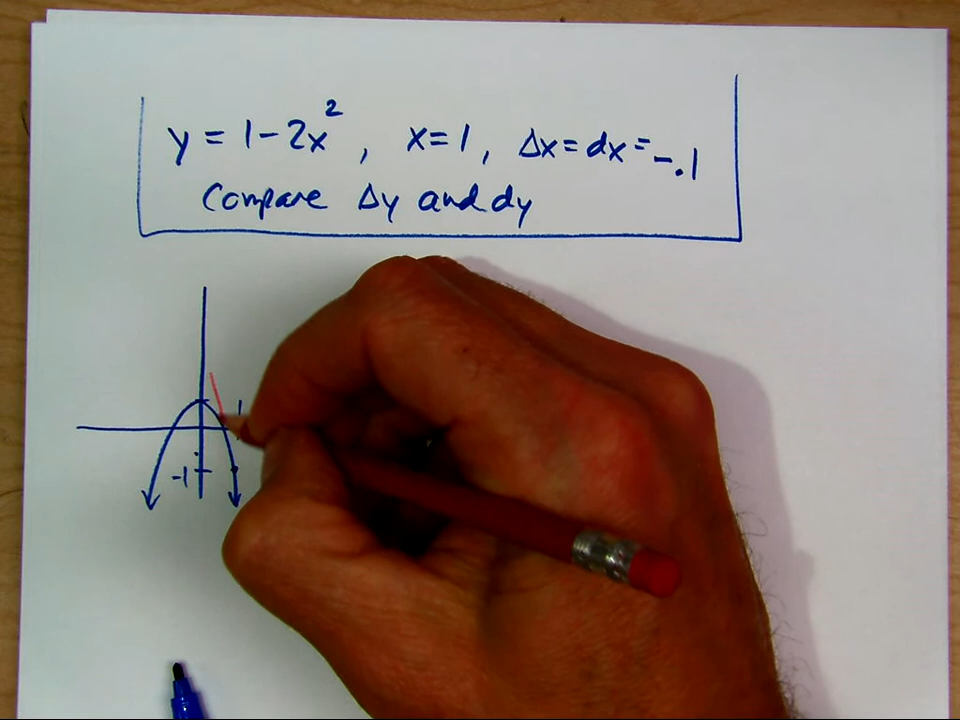 y = 1 - 2x², x = 1, Δx = dx = -.1
Compare Δy and dy
1
-1